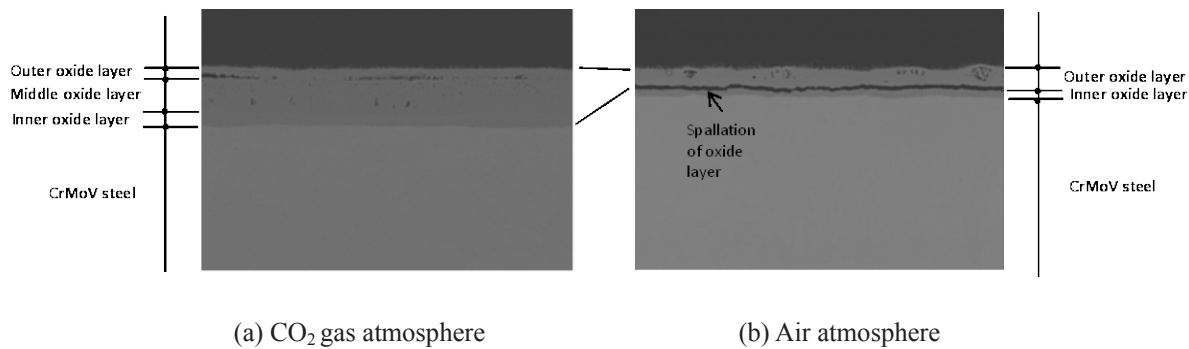 Outer oxide layer
Middle oxide layer
Inner oxide layer
CrMoV steel
Spallation
of oxide
layer
Outer oxide layer
Inner oxide layer
CrMoV steel
(a) CO₂ gas atmosphere
(b) Air atmosphere